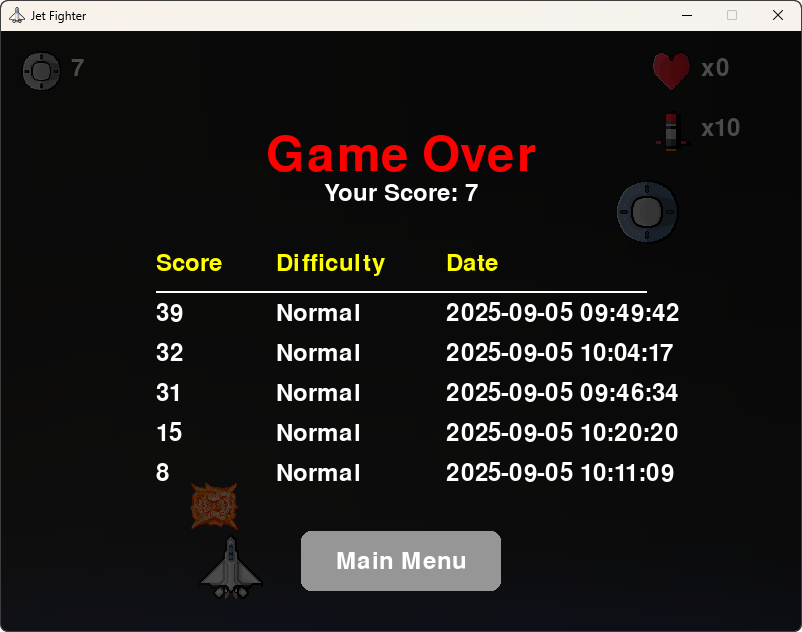 Jet Fighter
7
x0
x10
Game Over
Your Score: 7
Score Difficulty Date
39 Normal 2025-09-05 09:49:42
32 Normal 2025-09-05 10:04:17
31 Normal 2025-09-05 09:46:34
15 Normal 2025-09-05 10:20:20
8 Normal 2025-09-05 10:11:09
Main Menu